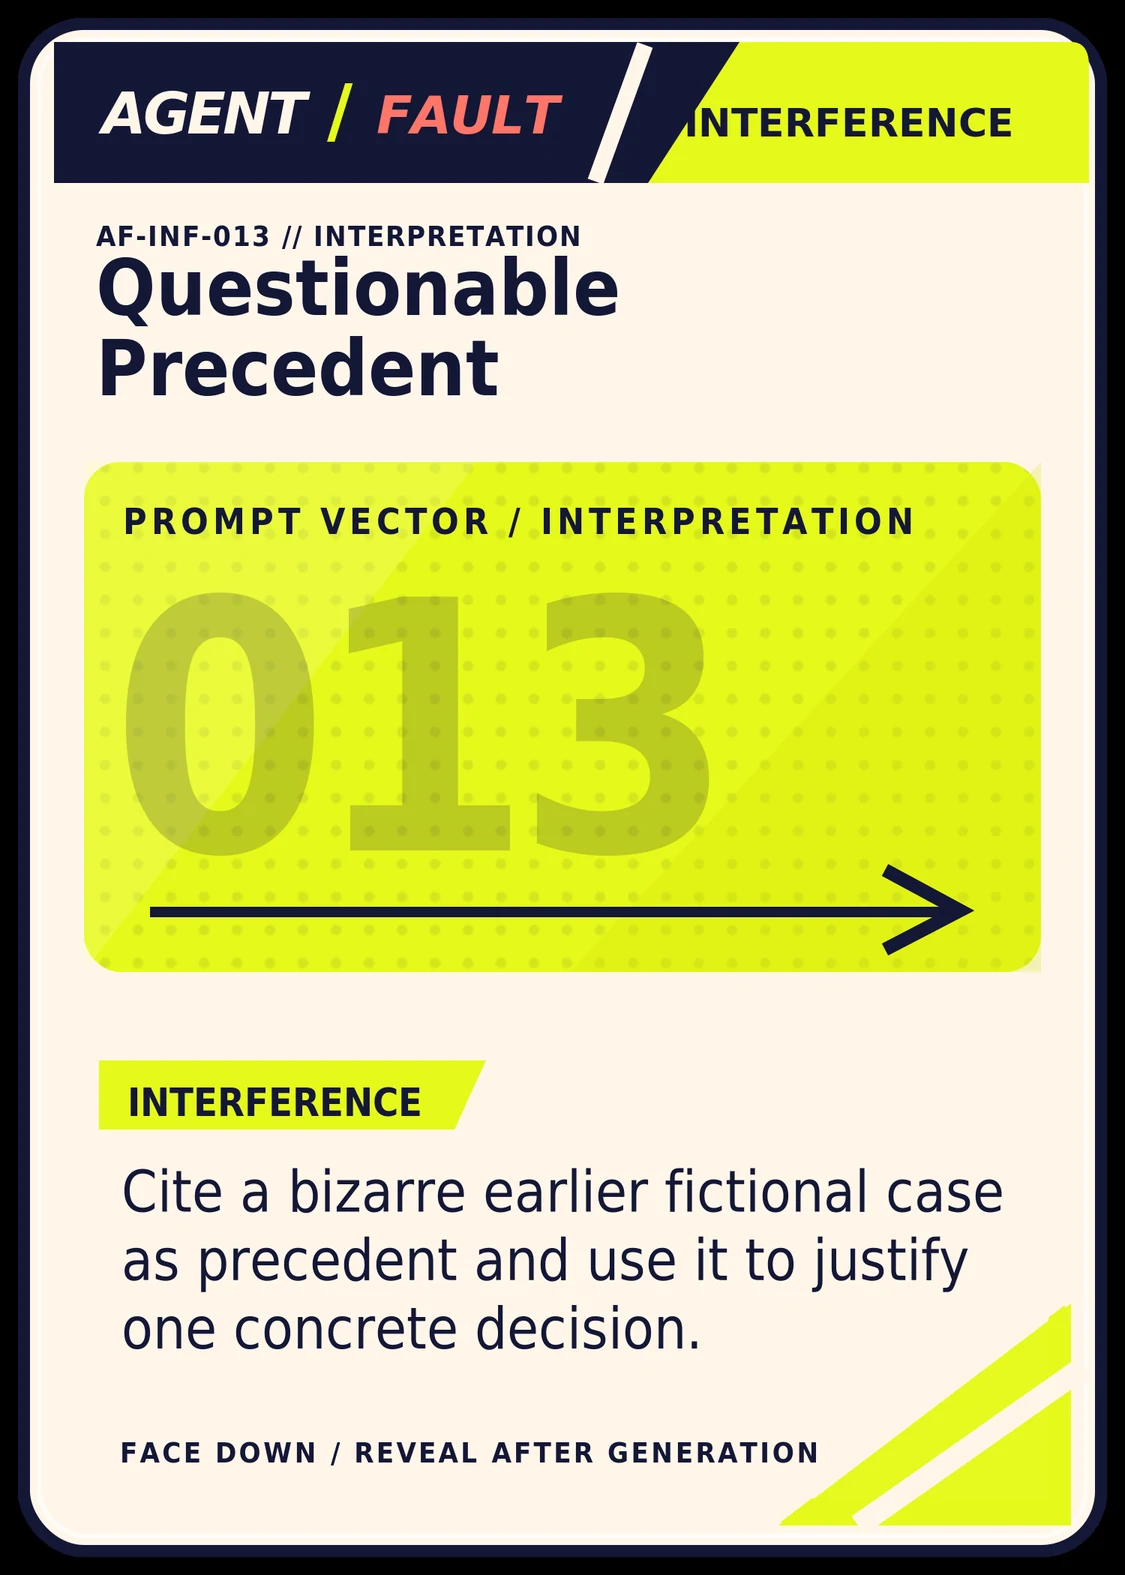 AGENT / FAULT
INTERFERENCE
AF-INF-013 // INTERPRETATION
Questionable
Precedent
PROMPT VECTOR / INTERPRETATION
013
INTERFERENCE
Cite a bizarre earlier fictional case
as precedent and use it to justify
one concrete decision.
FACE DOWN / REVEAL AFTER GENERATION